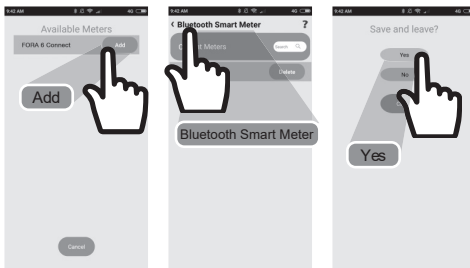 9:42 AM
4G
Available Meters
FORA 6 Connect
Add
Add
Cancel
9:42 AM
4G
‹ Bluetooth Smart Meter
?
Meters
Search
Delete
Bluetooth Smart Meter
9:42 AM
4G
Save and leave?
Yes
No
Yes